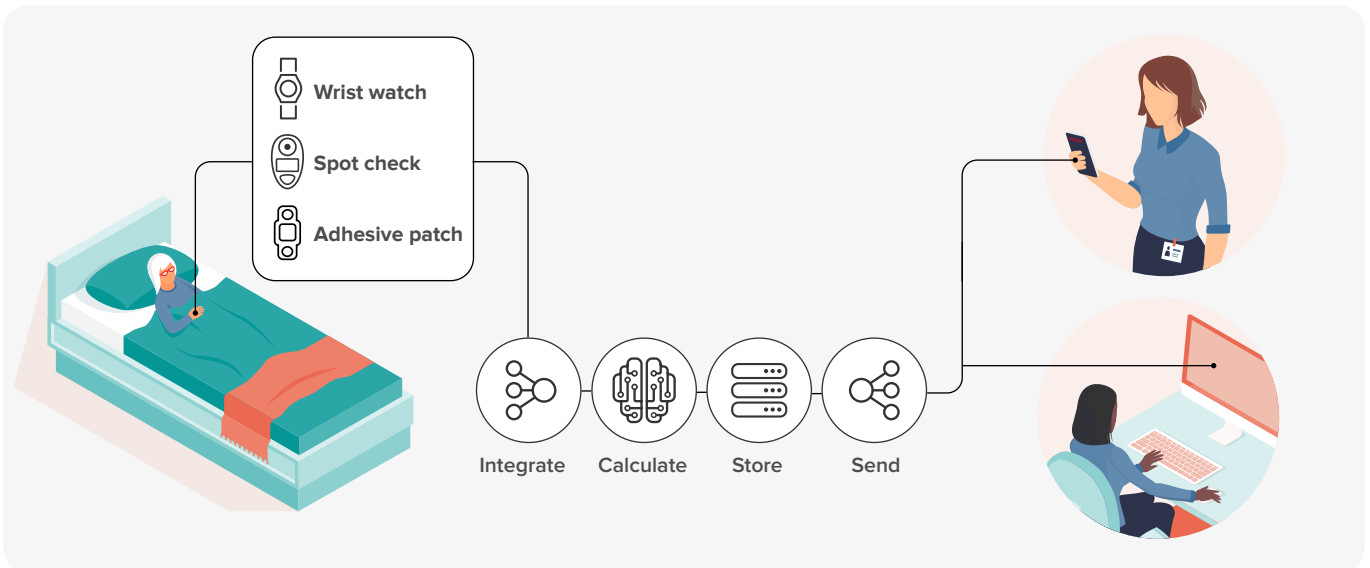 Wrist watch
Spot check
Adhesive patch
Integrate
Calculate
Store
Send